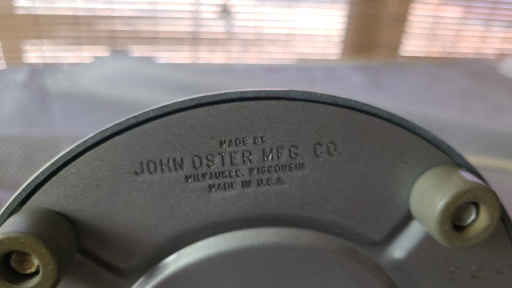 MADE BY
JOHN OSTER MFG. CO.
MILWAUKEE, WISCONSIN
MADE IN U.S.A.